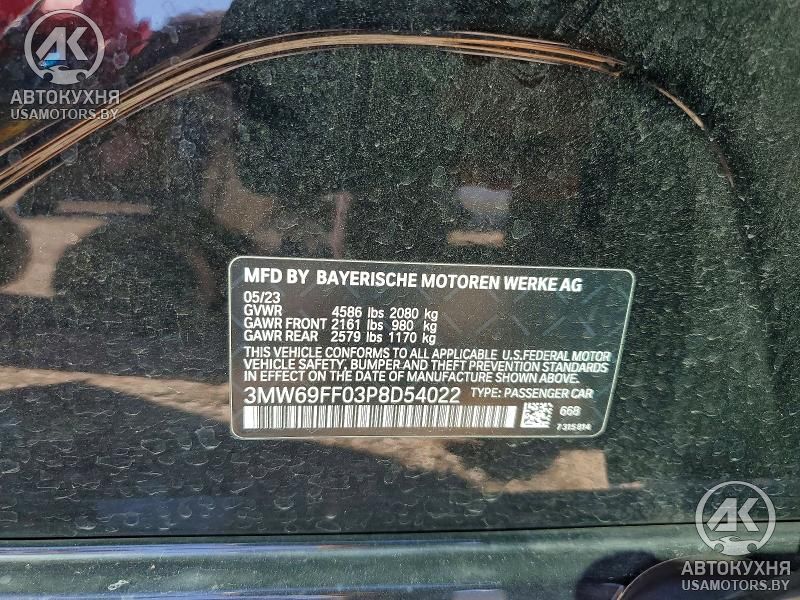 АК
АВТОКУХНЯ
USAMOTORS.BY
MFD BY BAYERISCHE MOTOREN WERKE AG
05/23
GVWR 4586 lbs 2080 kg
GAWR FRONT 2161 lbs 980 kg
GAWR REAR 2579 lbs 1170 kg
THIS VEHICLE CONFORMS TO ALL APPLICABLE U.S.FEDERAL MOTOR
VEHICLE SAFETY, BUMPER, AND THEFT PREVENTION STANDARDS
IN EFFECT ON THE DATE OF MANUFACTURE SHOWN ABOVE.
3MW69FF03P8D54022 TYPE: PASSENGER CAR
668
7315814
АК
АВТОКУХНЯ
USAMOTORS.BY